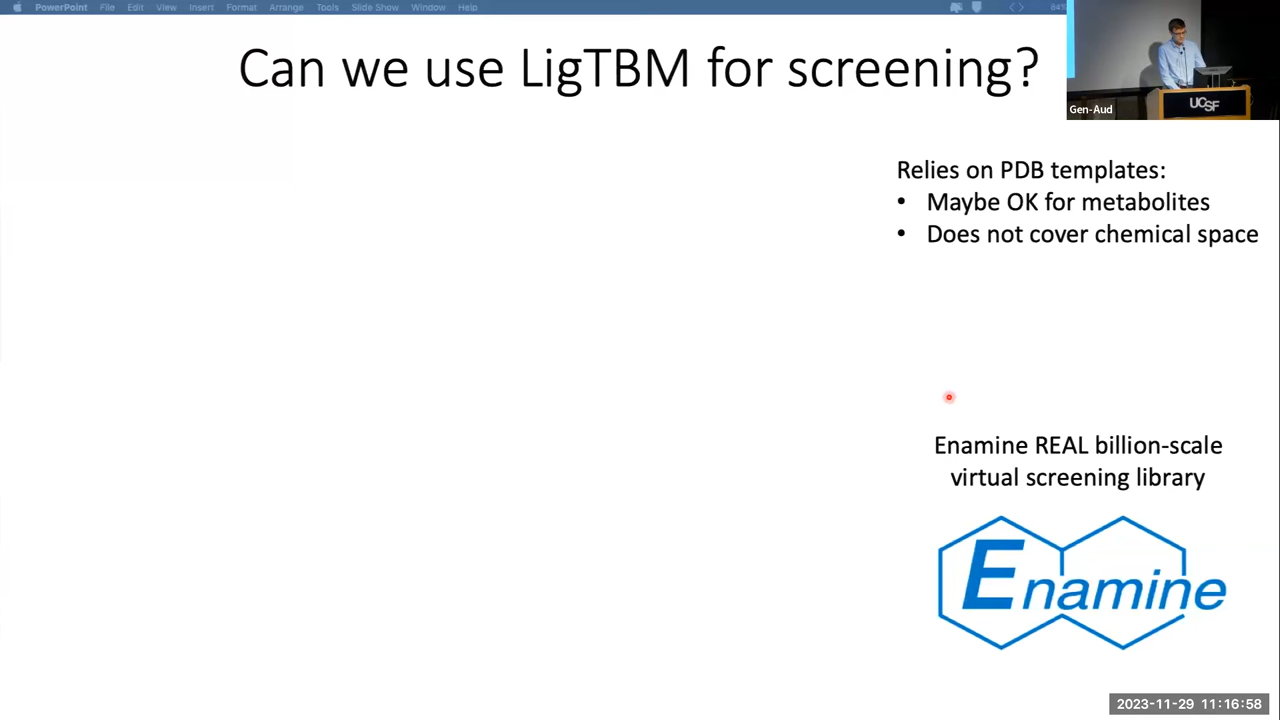 PowerPoint File Edit View Insert Format Arrange Tools Slide Show Window Help 84%
Can we use LigTBM for screening?
UCSF
Gen-Aud
Relies on PDB templates:
• Maybe OK for metabolites
• Does not cover chemical space
Enamine REAL billion-scale
virtual screening library
Enamine
2023-11-29 11:16:58